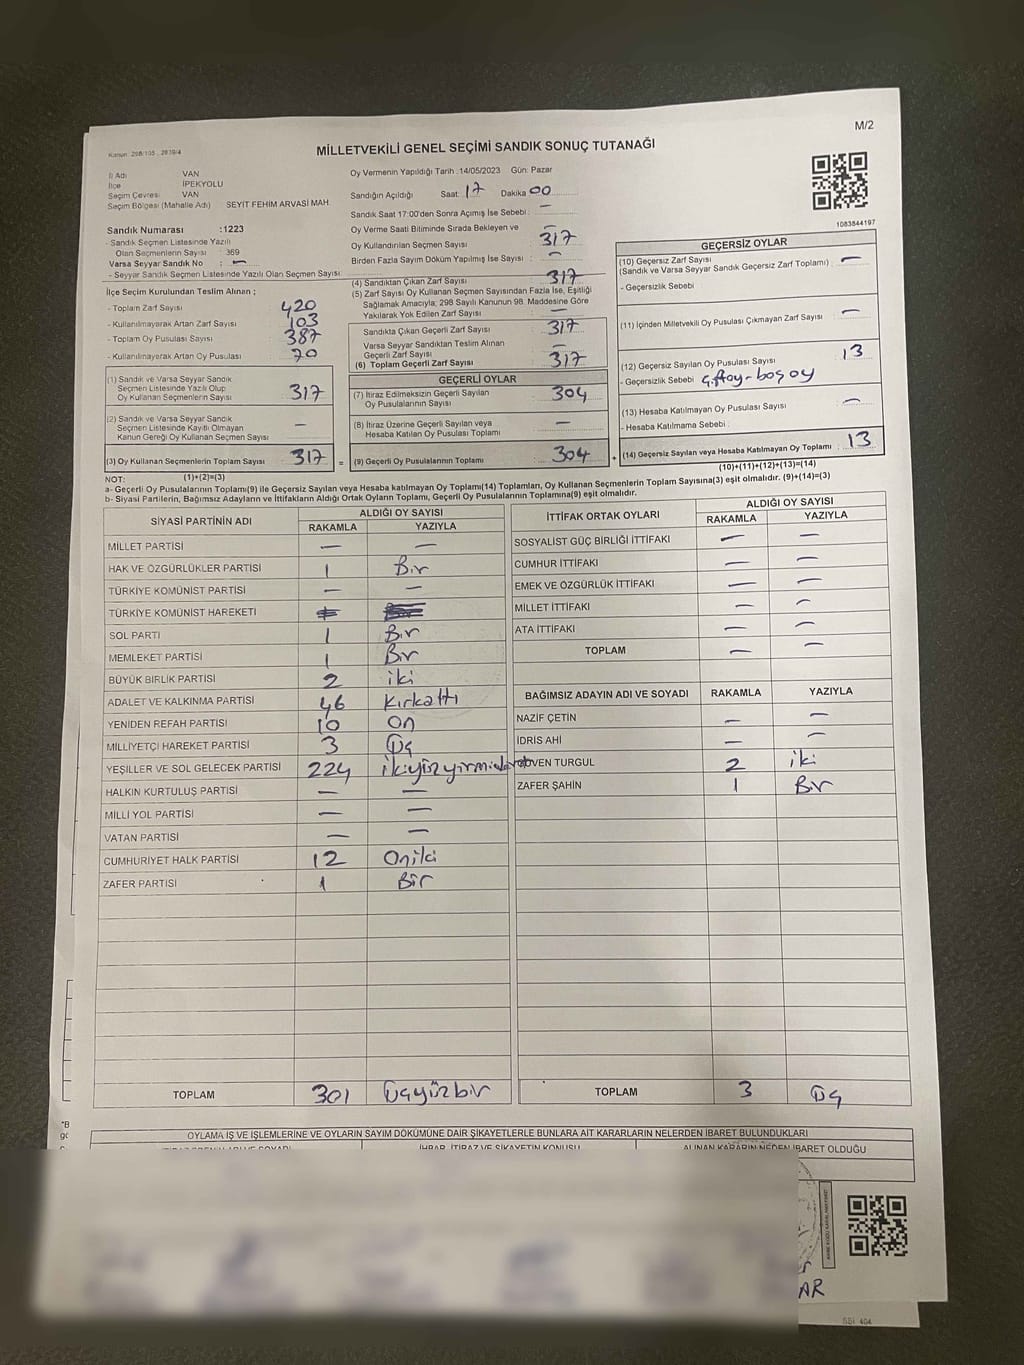 M/2
Kanun: 298/105, 2839/4
MİLLETVEKİLİ GENEL SEÇİMİ SANDIK SONUÇ TUTANAĞI
İl Adı VAN
İlçe İPEKYOLU
Seçim Çevresi VAN
Seçim Bölgesi (Mahalle Adı) SEYİT FEHİM ARVASİ MAH.
Sandık Numarası :1223
- Sandık Seçmen Listesinde Yazılı
Olan Seçmenlerin Sayısı : 369
Varsa Seyyar Sandık No : —
- Seyyar Sandık Seçmen Listesinde Yazılı Olan Seçmen Sayısı:
İlçe Seçim Kurulundan Teslim Alınan ;
- Toplam Zarf Sayısı 420
- Kullanılmayarak Artan Zarf Sayısı 103
- Toplam Oy Pusulası Sayısı 387
- Kullanılmayarak Artan Oy Pusulası 70
(1) Sandık ve Varsa Seyyar Sandık
Seçmen Listesinde Yazılı Olup
Oy Kullanan Seçmenlerin Sayısı 317
(2) Sandık ve Varsa Seyyar Sandık
Seçmen Listesinde Kayıtlı Olmayan
Kanun Gereği Oy Kullanan Seçmen Sayısı —
(3) Oy Kullanan Seçmenlerin Toplam Sayısı 317 =
(1)+(2)=(3)
Oy Vermenin Yapıldığı Tarih :14/05/2023 Gün: Pazar
Sandığın Açıldığı Saat: 17 Dakika 00
Sandık Saat 17:00'den Sonra Açılmış İse Sebebi : —
Oy Verme Saati Bitiminde Sırada Bekleyen ve
Oy Kullandırılan Seçmen Sayısı : 317
Birden Fazla Sayım Döküm Yapılmış İse Sayısı : —
(4) Sandıktan Çıkan Zarf Sayısı 317
(5) Zarf Sayısı Oy Kullanan Seçmen Sayısından Fazla İse, Eşitliği
Sağlamak Amacıyla; 298 Sayılı Kanunun 98. Maddesine Göre
Yakılarak Yok Edilen Zarf Sayısı: —
Sandıkta Çıkan Geçerli Zarf Sayısı 317
Varsa Seyyar Sandıktan Teslim Alınan
Geçerli Zarf Sayısı —
(6) Toplam Geçerli Zarf Sayısı 317
GEÇERLİ OYLAR
(7) İtiraz Edilmeksizin Geçerli Sayılan
Oy Pusulalarının Sayısı : 304
(8) İtiraz Üzerine Geçerli Sayılan veya
Hesaba Katılan Oy Pusulası Toplamı —
(9) Geçerli Oy Pusulalarının Toplamı : 304 +
1083844197
GEÇERSİZ OYLAR
(10) Geçersiz Zarf Sayısı
(Sandık ve Varsa Seyyar Sandık Geçersiz Zarf Toplamı) —
- Geçersizlik Sebebi
(11) İçinden Milletvekili Oy Pusulası Çıkmayan Zarf Sayısı —
(12) Geçersiz Sayılan Oy Pusulası Sayısı 13
- Geçersizlik Sebebi boş oy
(13) Hesaba Katılmayan Oy Pusulası Sayısı —
- Hesaba Katılmama Sebebi
(14) Geçersiz Sayılan veya Hesaba Katılmayan Oy Toplamı 13
(10)+(11)+(12)+(13)=(14)
NOT:
a- Geçerli Oy Pusulalarının Toplamı(9) ile Geçersiz Sayılan veya Hesaba Katılmayan Oy Toplamı(14) Toplamları, Oy Kullanan Seçmenlerin Toplam Sayısına(3) eşit olmalıdır. (9)+(14)=(3)
b- Siyasi Partilerin, Bağımsız Adayların ve İttifakların Aldığı Ortak Oyların Toplamı, Geçerli Oy Pusulalarının Toplamına(9) eşit olmalıdır.
SİYASİ PARTİNİN ADI ALDIĞI OY SAYISI
RAKAMLA YAZIYLA
MİLLET PARTİSİ — —
HAK VE ÖZGÜRLÜKLER PARTİSİ 1 Bir
TÜRKİYE KOMÜNİST PARTİSİ — —
TÜRKİYE KOMÜNİST HAREKETİ
SOL PARTİ 1 Bir
MEMLEKET PARTİSİ 1 Bir
BÜYÜK BİRLİK PARTİSİ 2 iki
ADALET VE KALKINMA PARTİSİ 46 Kırkaltı
YENİDEN REFAH PARTİSİ 10 On
MİLLİYETÇİ HAREKET PARTİSİ 3 Üç
YEŞİLLER VE SOL GELECEK PARTİSİ 224 ikiyüzyirmidört
HALKIN KURTULUŞ PARTİSİ — —
MİLLİ YOL PARTİSİ — —
VATAN PARTİSİ — —
CUMHURİYET HALK PARTİSİ 12 Oniki
ZAFER PARTİSİ 1 Bir
TOPLAM 301 Üçyüzbir
İTTİFAK ORTAK OYLARI ALDIĞI OY SAYISI
RAKAMLA YAZIYLA
SOSYALİST GÜÇ BİRLİĞİ İTTİFAKI — —
CUMHUR İTTİFAKI — —
EMEK VE ÖZGÜRLÜK İTTİFAKI — —
MİLLET İTTİFAKI — —
ATA İTTİFAKI — —
TOPLAM — —
BAĞIMSIZ ADAYIN ADI VE SOYADI RAKAMLA YAZIYLA
NAZİF ÇETİN — —
İDRİS AHİ — —
GÜVEN TURGUL 2 iki
ZAFER ŞAHİN 1 Bir
TOPLAM 3 Üç
OYLAMA İŞ VE İŞLEMLERİNE VE OYLARIN SAYIM DÖKÜMÜNE DAİR ŞİKAYETLERLE BUNLARA AİT KARARLARIN NELERDEN İBARET BULUNDUKLARI
İHBAR, İTİRAZ VE ŞİKAYETİN KONUSU ALINAN KARARIN NEDEN İBARET OLDUĞU
AR